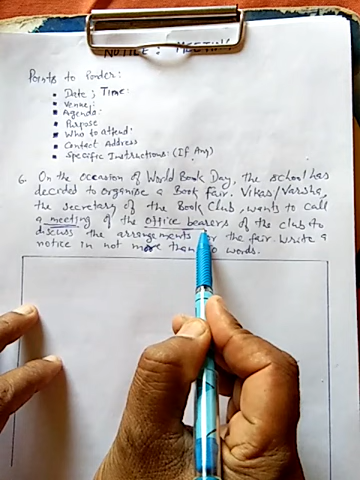 NOTICE : MEETING
Points to Ponder:
Date ; Time:
Venue:
Agenda:
Purpose
Who to attend:
Contact Address
Specific Instructions: (If Any)
6. On the occasion of World Book Day, the school has
decided to organise a Book fair. Vikas/Varsha,
the secretary of the Book Club, wants to call
a meeting of the office bearers of the club to
discuss the arrangements for the fair. Write a
notice in not more than words.